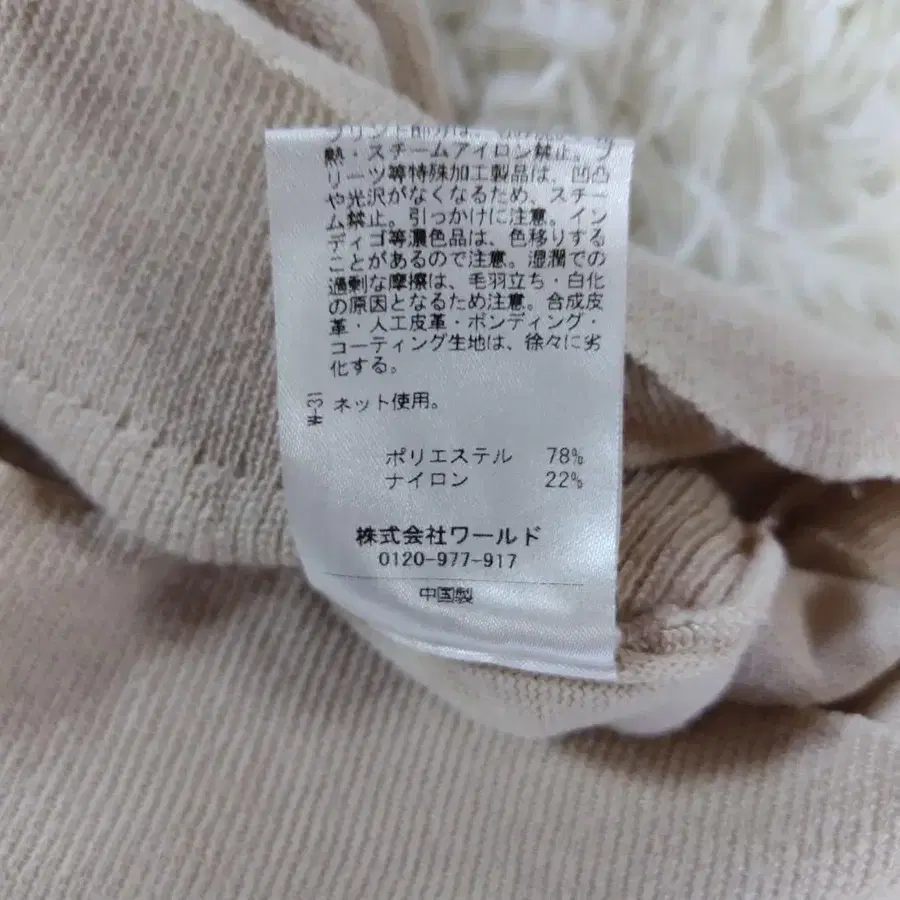 プリント部分は、
熱・スチームアイロン禁止。プ
リーツ等特殊加工製品は、凹凸
や光沢がなくなるため、スチー
ム禁止。引っかけに注意。イン
ディゴ等濃色品は、色移りする
ことがあるので注意。湿潤での
過剰な摩擦は、毛羽立ち・白化
の原因となるため注意。合成皮
革・人工皮革・ボンディング・
コーティング生地は、徐々に劣
化する。
W-31
ネット使用。
ポリエステル 78%
ナイロン 22%
株式会社ワールド
0120-977-917
中国製